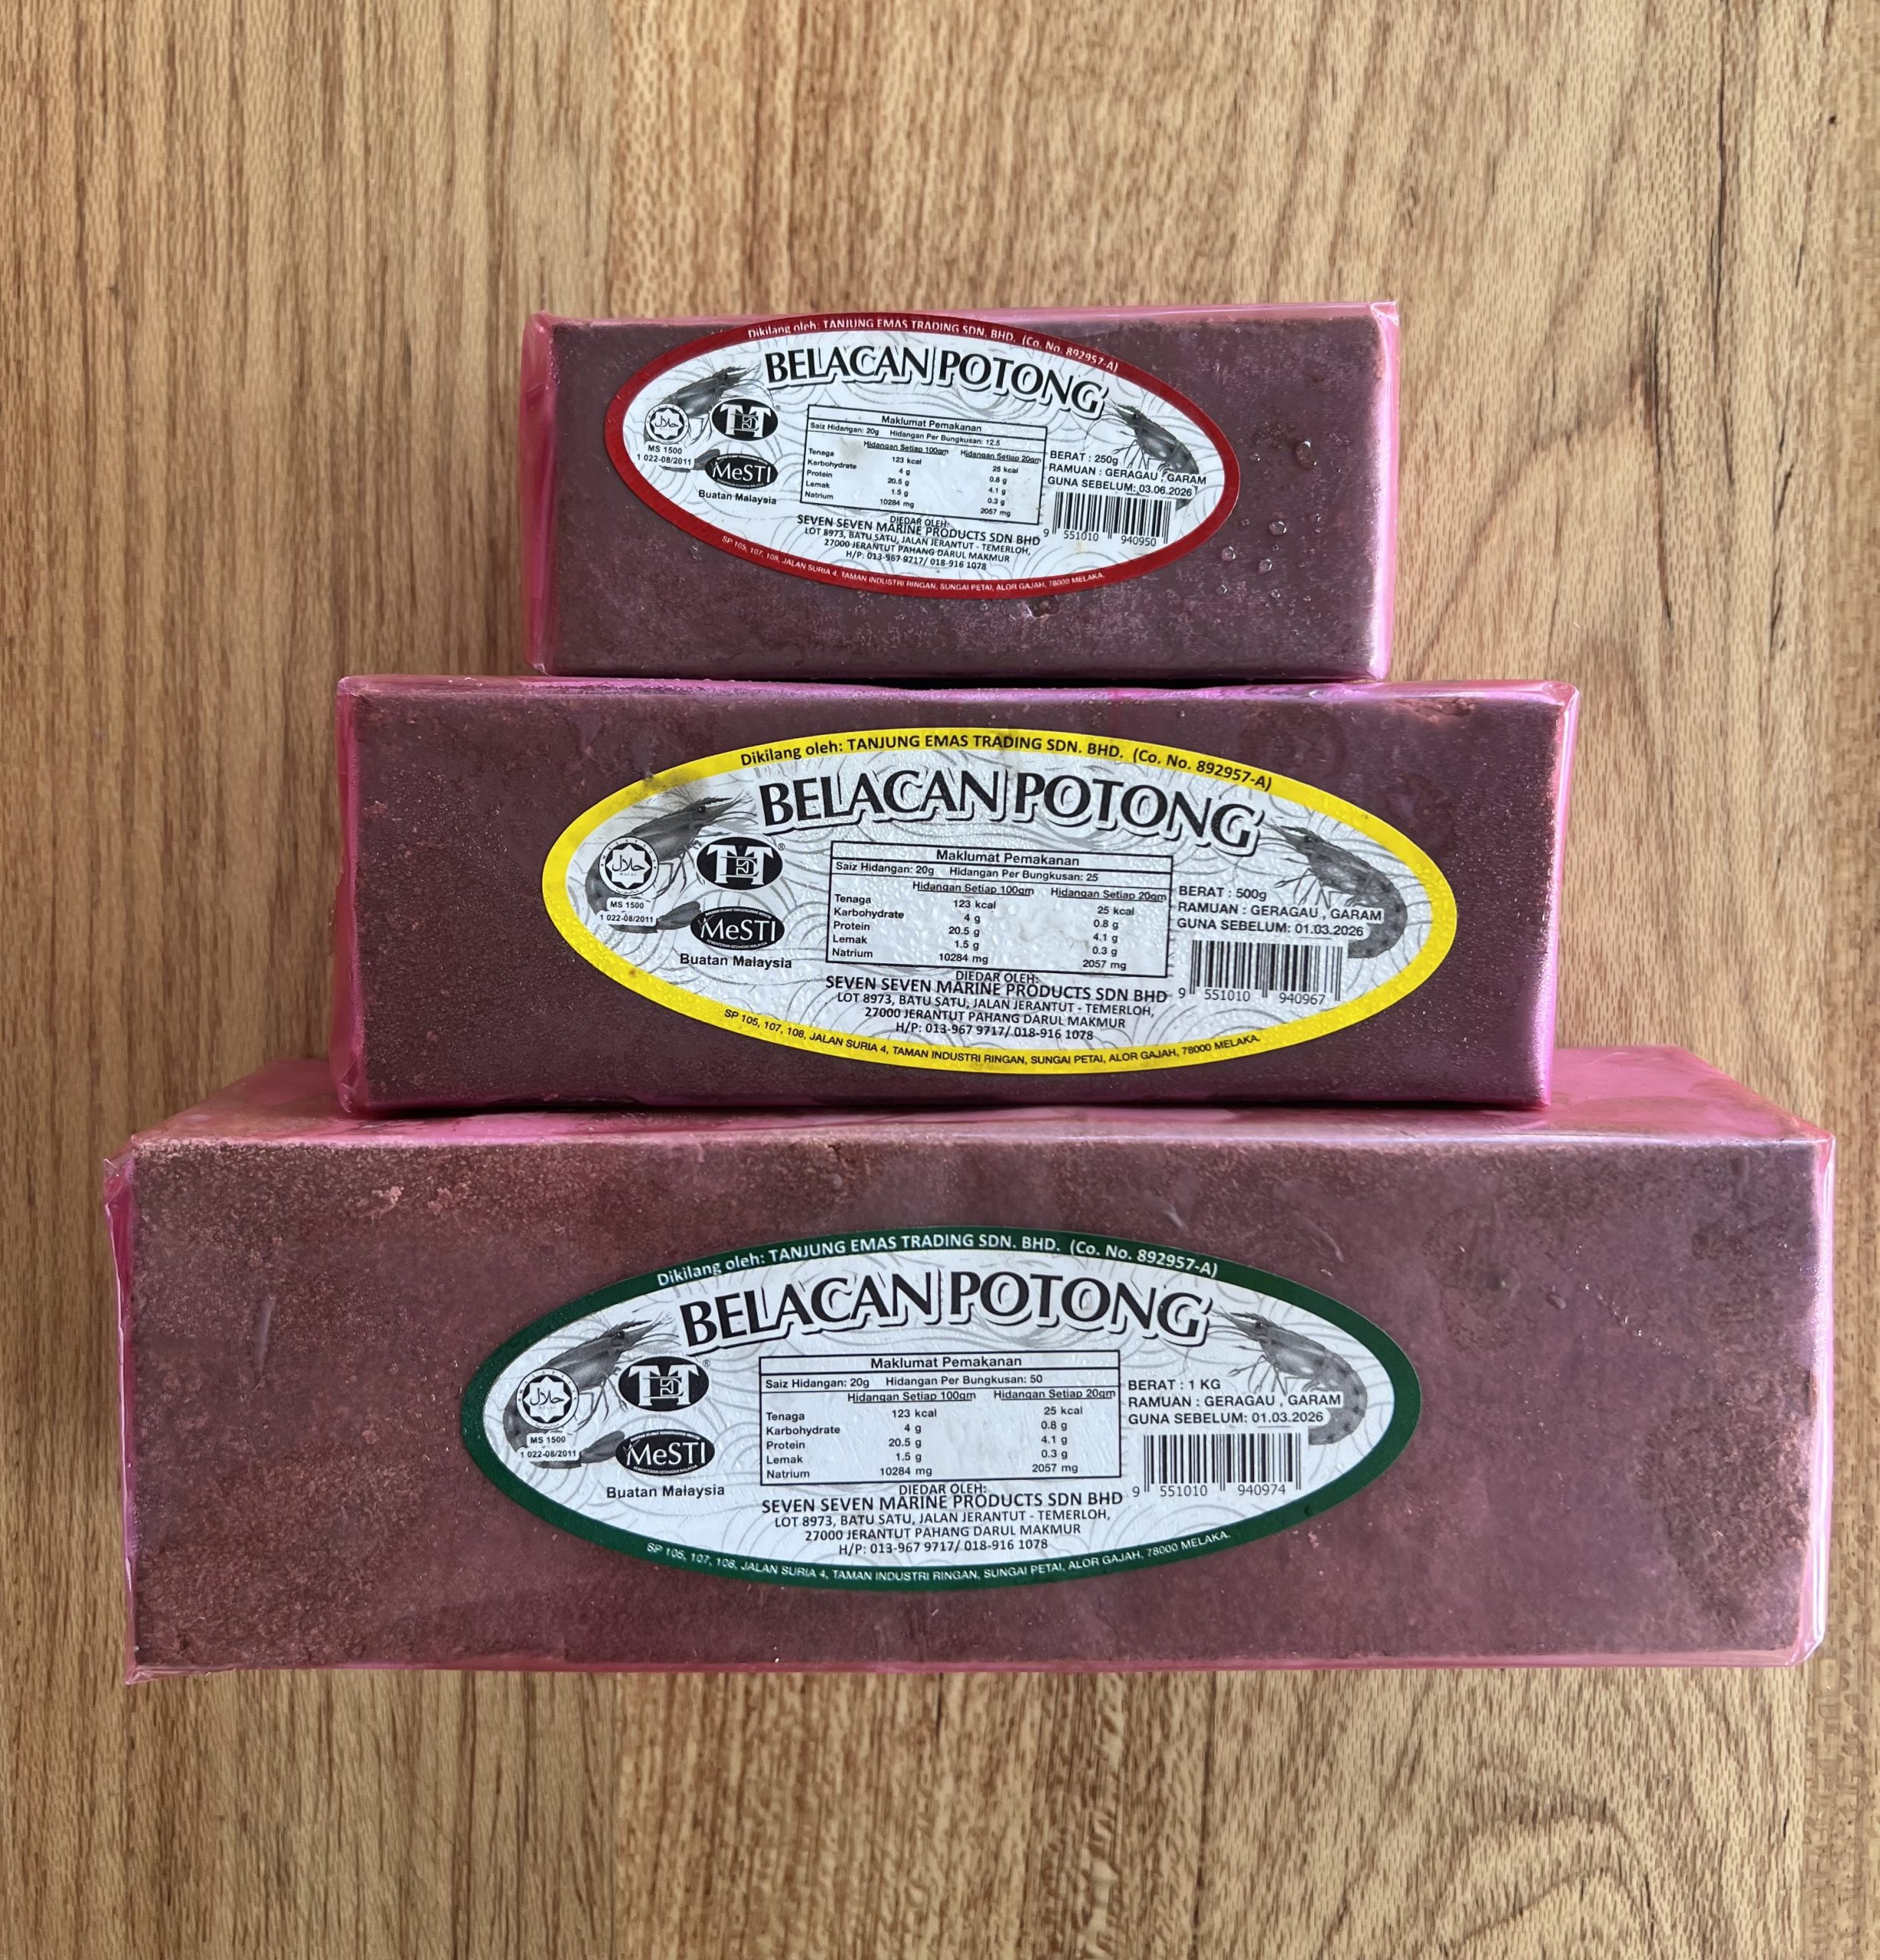 Dikilang oleh: TANJUNG EMAS TRADING SDN. BHD. (Co. No. 892957-A)
BELACAN POTONG
حلال
MS 1500
1 022-08/2011
TET
MeSTI
Buatan Malaysia
Maklumat Pemakanan
Saiz Hidangan: 20g Hidangan Per Bungkusan: 12.5
Hidangan Setiap 100gm Hidangan Setiap 20gm
Tenaga 123 kcal 25 kcal
Karbohydrate 4 g 0.8 g
Protein 20.5 g 4.1 g
Lemak 1.5 g 0.3 g
Natrium 10284 mg 2057 mg
BERAT : 250g
RAMUAN : GERAGAU , GARAM
GUNA SEBELUM: 03.06.2026
9 551010 940950
DIEDAR OLEH:
SEVEN SEVEN MARINE PRODUCTS SDN BHD
LOT 8973, BATU SATU, JALAN JERANTUT - TEMERLOH,
27000 JERANTUT PAHANG DARUL MAKMUR
H/P: 013-967 9717/ 018-916 1078
SP 105, 107, 108, JALAN SURIA 4, TAMAN INDUSTRI RINGAN, SUNGAI PETAI, ALOR GAJAH, 78000 MELAKA.
Dikilang oleh: TANJUNG EMAS TRADING SDN. BHD. (Co. No. 892957-A)
BELACAN POTONG
حلال
MS 1500
1 022-08/2011
TET ®
MeSTI
Buatan Malaysia
Maklumat Pemakanan
Saiz Hidangan: 20g Hidangan Per Bungkusan: 25
Hidangan Setiap 100gm Hidangan Setiap 20gm
Tenaga 123 kcal 25 kcal
Karbohydrate 4 g 0.8 g
Protein 20.5 g 4.1 g
Lemak 1.5 g 0.3 g
Natrium 10284 mg 2057 mg
BERAT : 500g
RAMUAN : GERAGAU , GARAM
GUNA SEBELUM: 01.03.2026
9 551010 940967
DIEDAR OLEH:
SEVEN SEVEN MARINE PRODUCTS SDN BHD
LOT 8973, BATU SATU, JALAN JERANTUT - TEMERLOH,
27000 JERANTUT PAHANG DARUL MAKMUR
H/P: 013-967 9717/ 018-916 1078
SP 105, 107, 108, JALAN SURIA 4, TAMAN INDUSTRI RINGAN, SUNGAI PETAI, ALOR GAJAH, 78000 MELAKA.
Dikilang oleh: TANJUNG EMAS TRADING SDN. BHD. (Co. No. 892957-A)
BELACAN POTONG
حلال
MS 1500
1 022-08/2011
TET ®
MeSTI
Buatan Malaysia
Maklumat Pemakanan
Saiz Hidangan: 20g Hidangan Per Bungkusan: 50
Hidangan Setiap 100gm Hidangan Setiap 20gm
Tenaga 123 kcal 25 kcal
Karbohydrate 4 g 0.8 g
Protein 20.5 g 4.1 g
Lemak 1.5 g 0.3 g
Natrium 10284 mg 2057 mg
BERAT : 1 KG
RAMUAN : GERAGAU , GARAM
GUNA SEBELUM: 01.03.2026
9 551010 940974
DIEDAR OLEH:
SEVEN SEVEN MARINE PRODUCTS SDN BHD
LOT 8973, BATU SATU, JALAN JERANTUT - TEMERLOH,
27000 JERANTUT PAHANG DARUL MAKMUR
H/P: 013-967 9717/ 018-916 1078
SP 105, 107, 108, JALAN SURIA 4, TAMAN INDUSTRI RINGAN, SUNGAI PETAI, ALOR GAJAH, 78000 MELAKA.